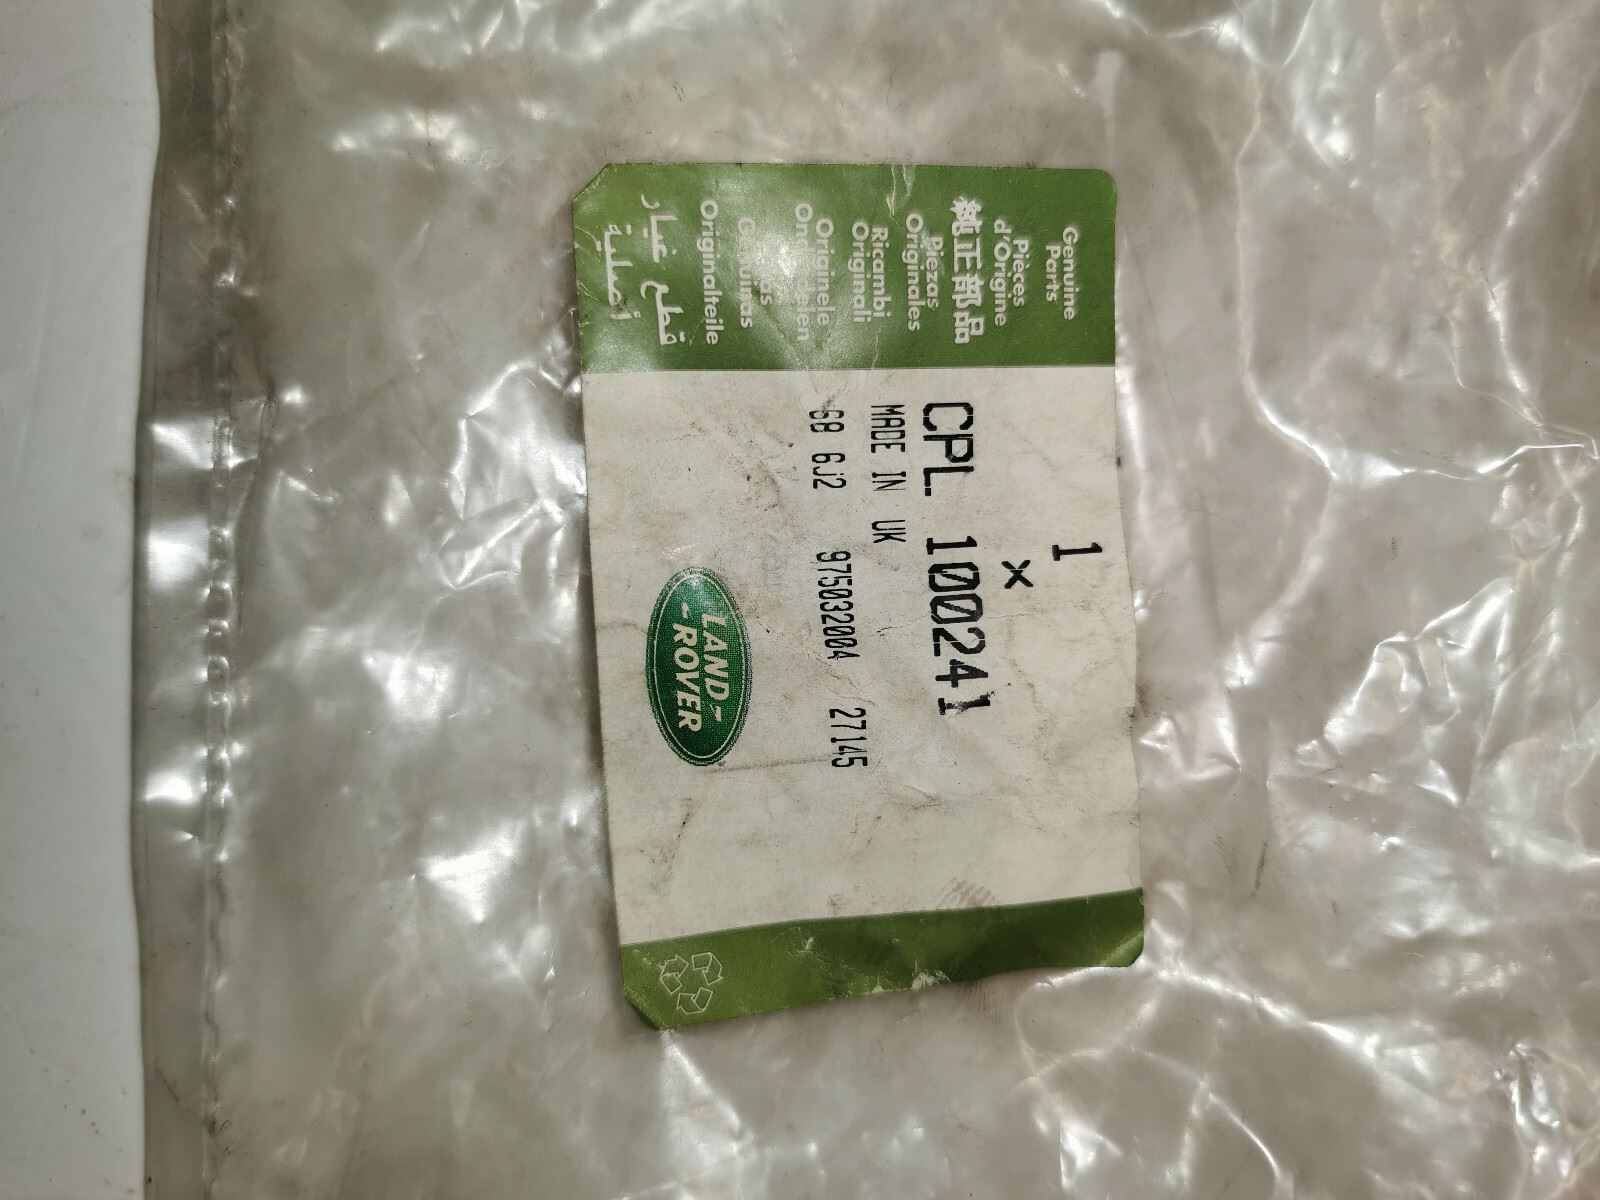 Genuine
Parts
Pièces
d'Origine
純正部品
Piezas
Originales
Ricambi
Originali
Originele
Onderdelen
Genuinas
Originalteile
قطع غيار
أصلية
1
x
CPL 100241
MADE IN UK
6J2 975032004 27145
LAND-
-ROVER